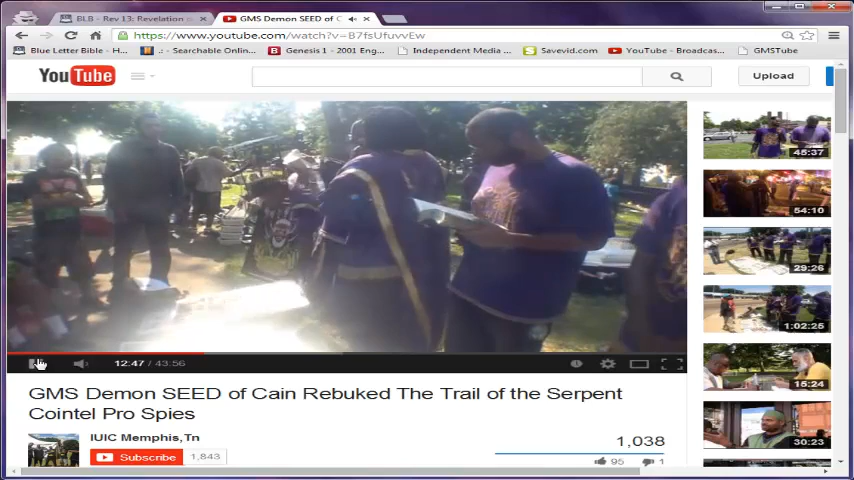 BLB - Rev 13: Revelation
GMS Demon SEED of C
https://www.youtube.com/watch?v=B7fsUfuvvEw
Blue Letter Bible - H...
.: - Searchable Onlin...
Genesis 1 - 2001 Eng...
Independent Media ...
Savevid.com
YouTube - Broadcas...
GMSTube
YouTube
Upload
45:37
54:10
29:26
1:02:25
15:24
30:23
12:47 / 43:56
GMS Demon SEED of Cain Rebuked The Trail of the Serpent
Cointel Pro Spies
IUIC Memphis,Tn
Subscribe 1,843
1,038
95 1